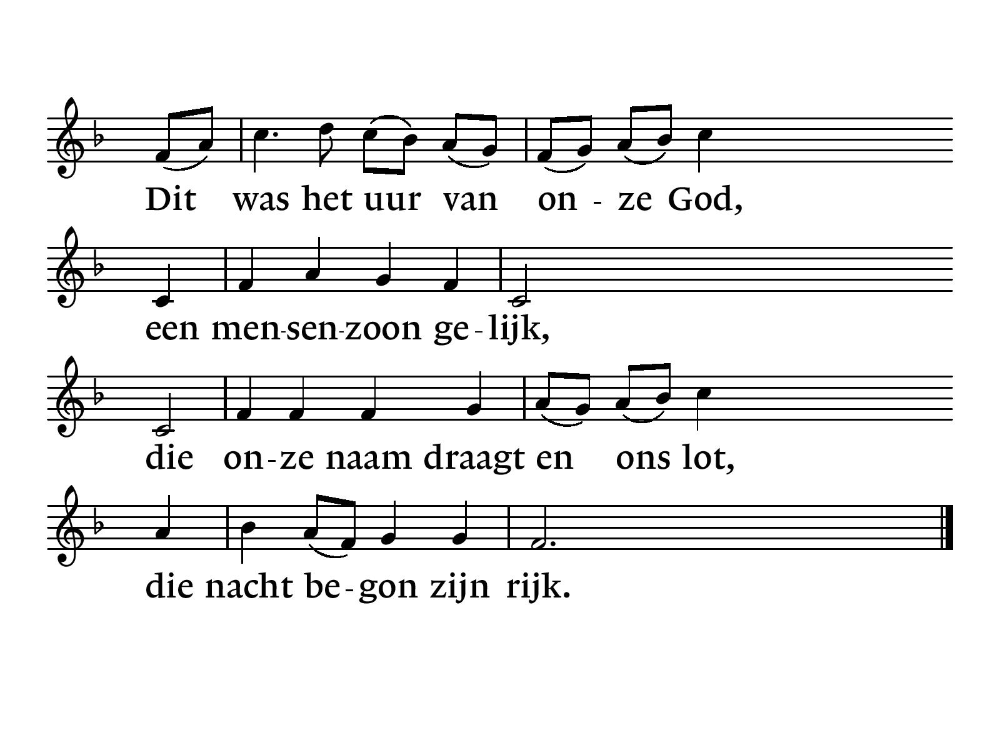 Dit was het uur van on - ze God,
een men-sen-zoon ge-lijk,
die on-ze naam draagt en ons lot,
die nacht be-gon zijn rijk.